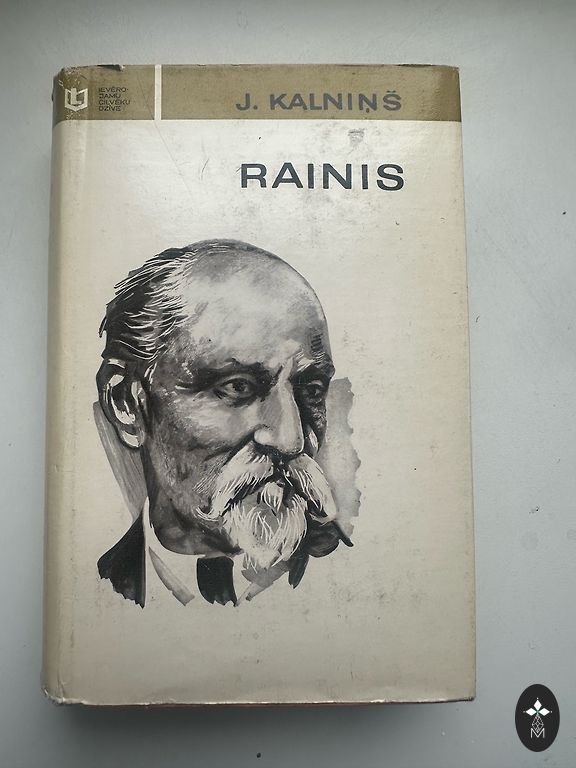 IEVĒRO-
JAMU
CILVĒKU
DZĪVE
J. KALNIŅŠ
RAINIS
M